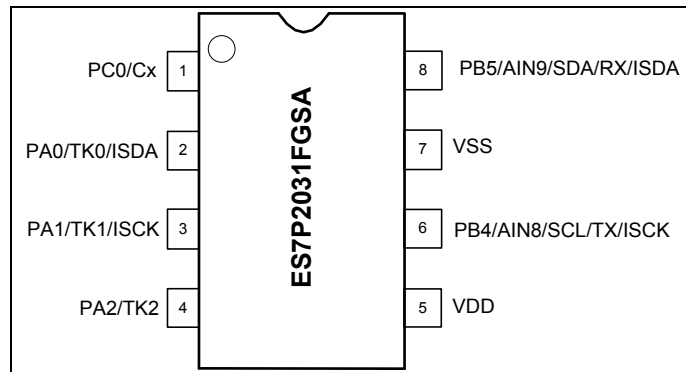 PC0/Cx 1
PA0/TK0/ISDA 2
PA1/TK1/ISCK 3
PA2/TK2 4
ES7P2031FGSA
8 PB5/AIN9/SDA/RX/ISDA
7 VSS
6 PB4/AIN8/SCL/TX/ISCK
5 VDD